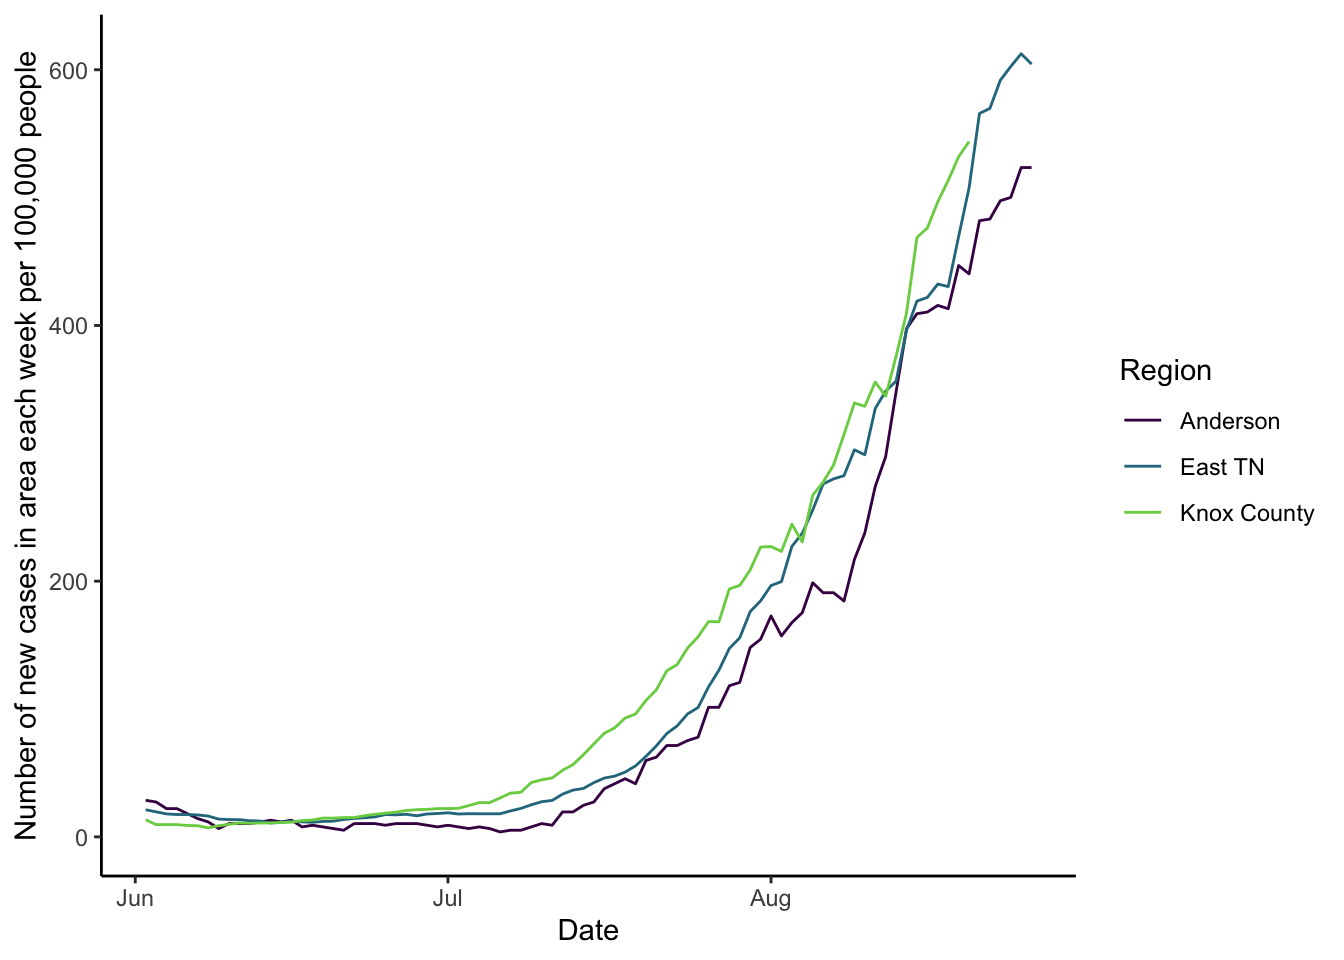 Number of new cases in area each week per 100,000 people
600
400
200
0
Jun
Jul
Aug
Date
Region
Anderson
East TN
Knox County